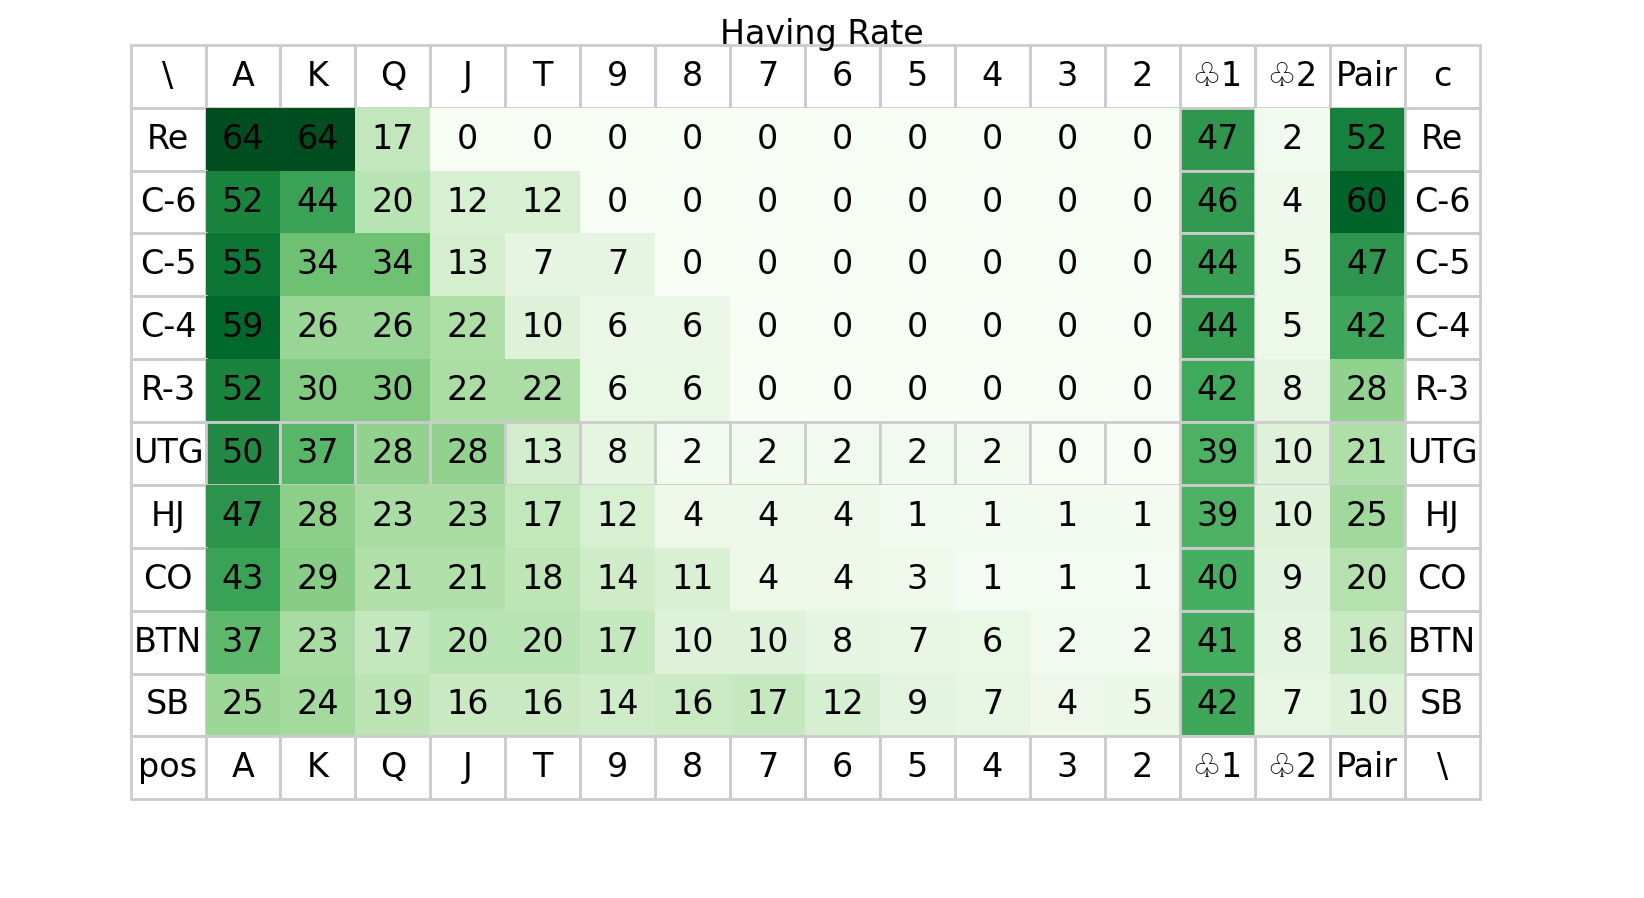 Having Rate
\ A K Q J T 9 8 7 6 5 4 3 2 ♧1 ♧2 Pair c
Re 64 64 17 0 0 0 0 0 0 0 0 0 0 47 2 52 Re
C-6 52 44 20 12 12 0 0 0 0 0 0 0 0 46 4 60 C-6
C-5 55 34 34 13 7 7 0 0 0 0 0 0 0 44 5 47 C-5
C-4 59 26 26 22 10 6 6 0 0 0 0 0 0 44 5 42 C-4
R-3 52 30 30 22 22 6 6 0 0 0 0 0 0 42 8 28 R-3
UTG 50 37 28 28 13 8 2 2 2 2 2 0 0 39 10 21 UTG
HJ 47 28 23 23 17 12 4 4 4 1 1 1 1 39 10 25 HJ
CO 43 29 21 21 18 14 11 4 4 3 1 1 1 40 9 20 CO
BTN 37 23 17 20 20 17 10 10 8 7 6 2 2 41 8 16 BTN
SB 25 24 19 16 16 14 16 17 12 9 7 4 5 42 7 10 SB
pos A K Q J T 9 8 7 6 5 4 3 2 ♧1 ♧2 Pair \